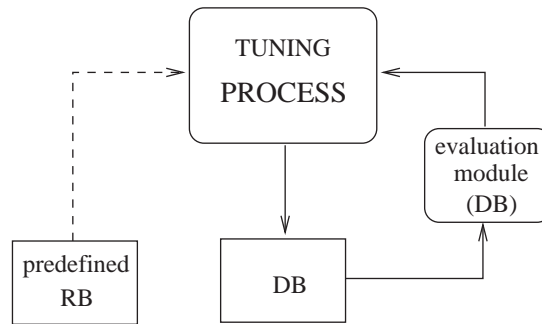 TUNING
PROCESS
evaluation
module
(DB)
predefined
RB
DB